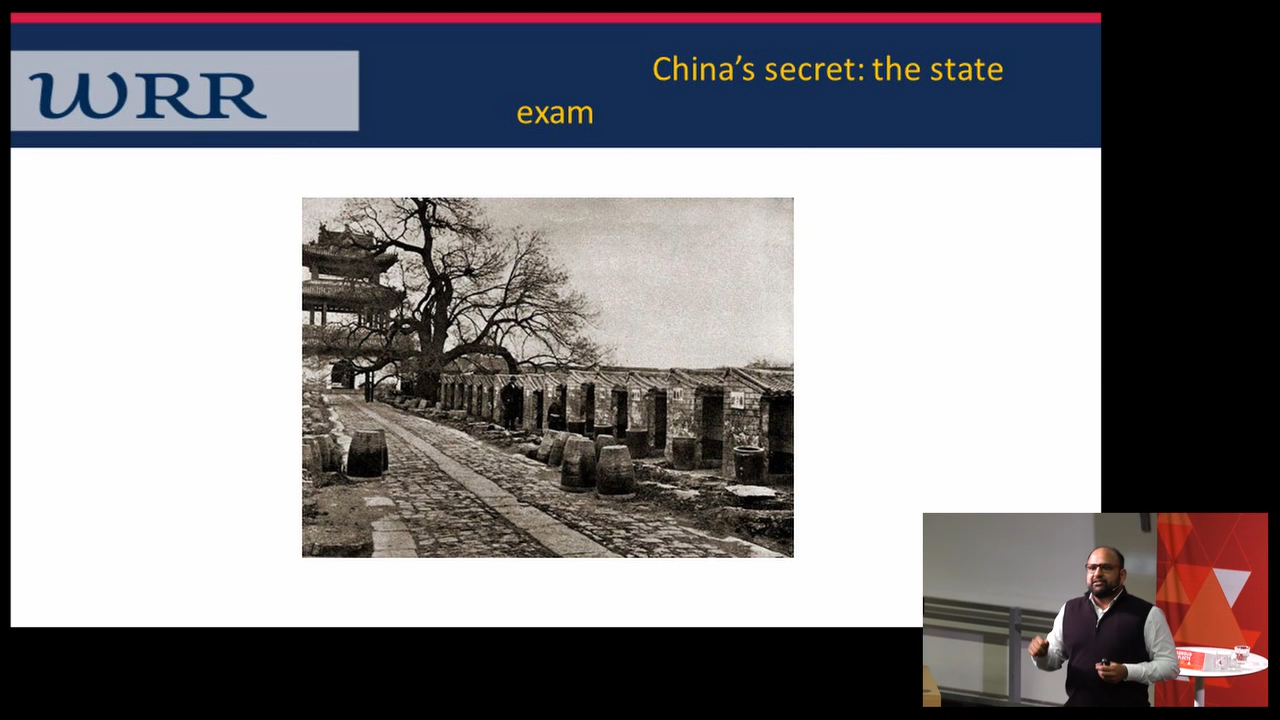 WRR
China’s secret: the state
exam